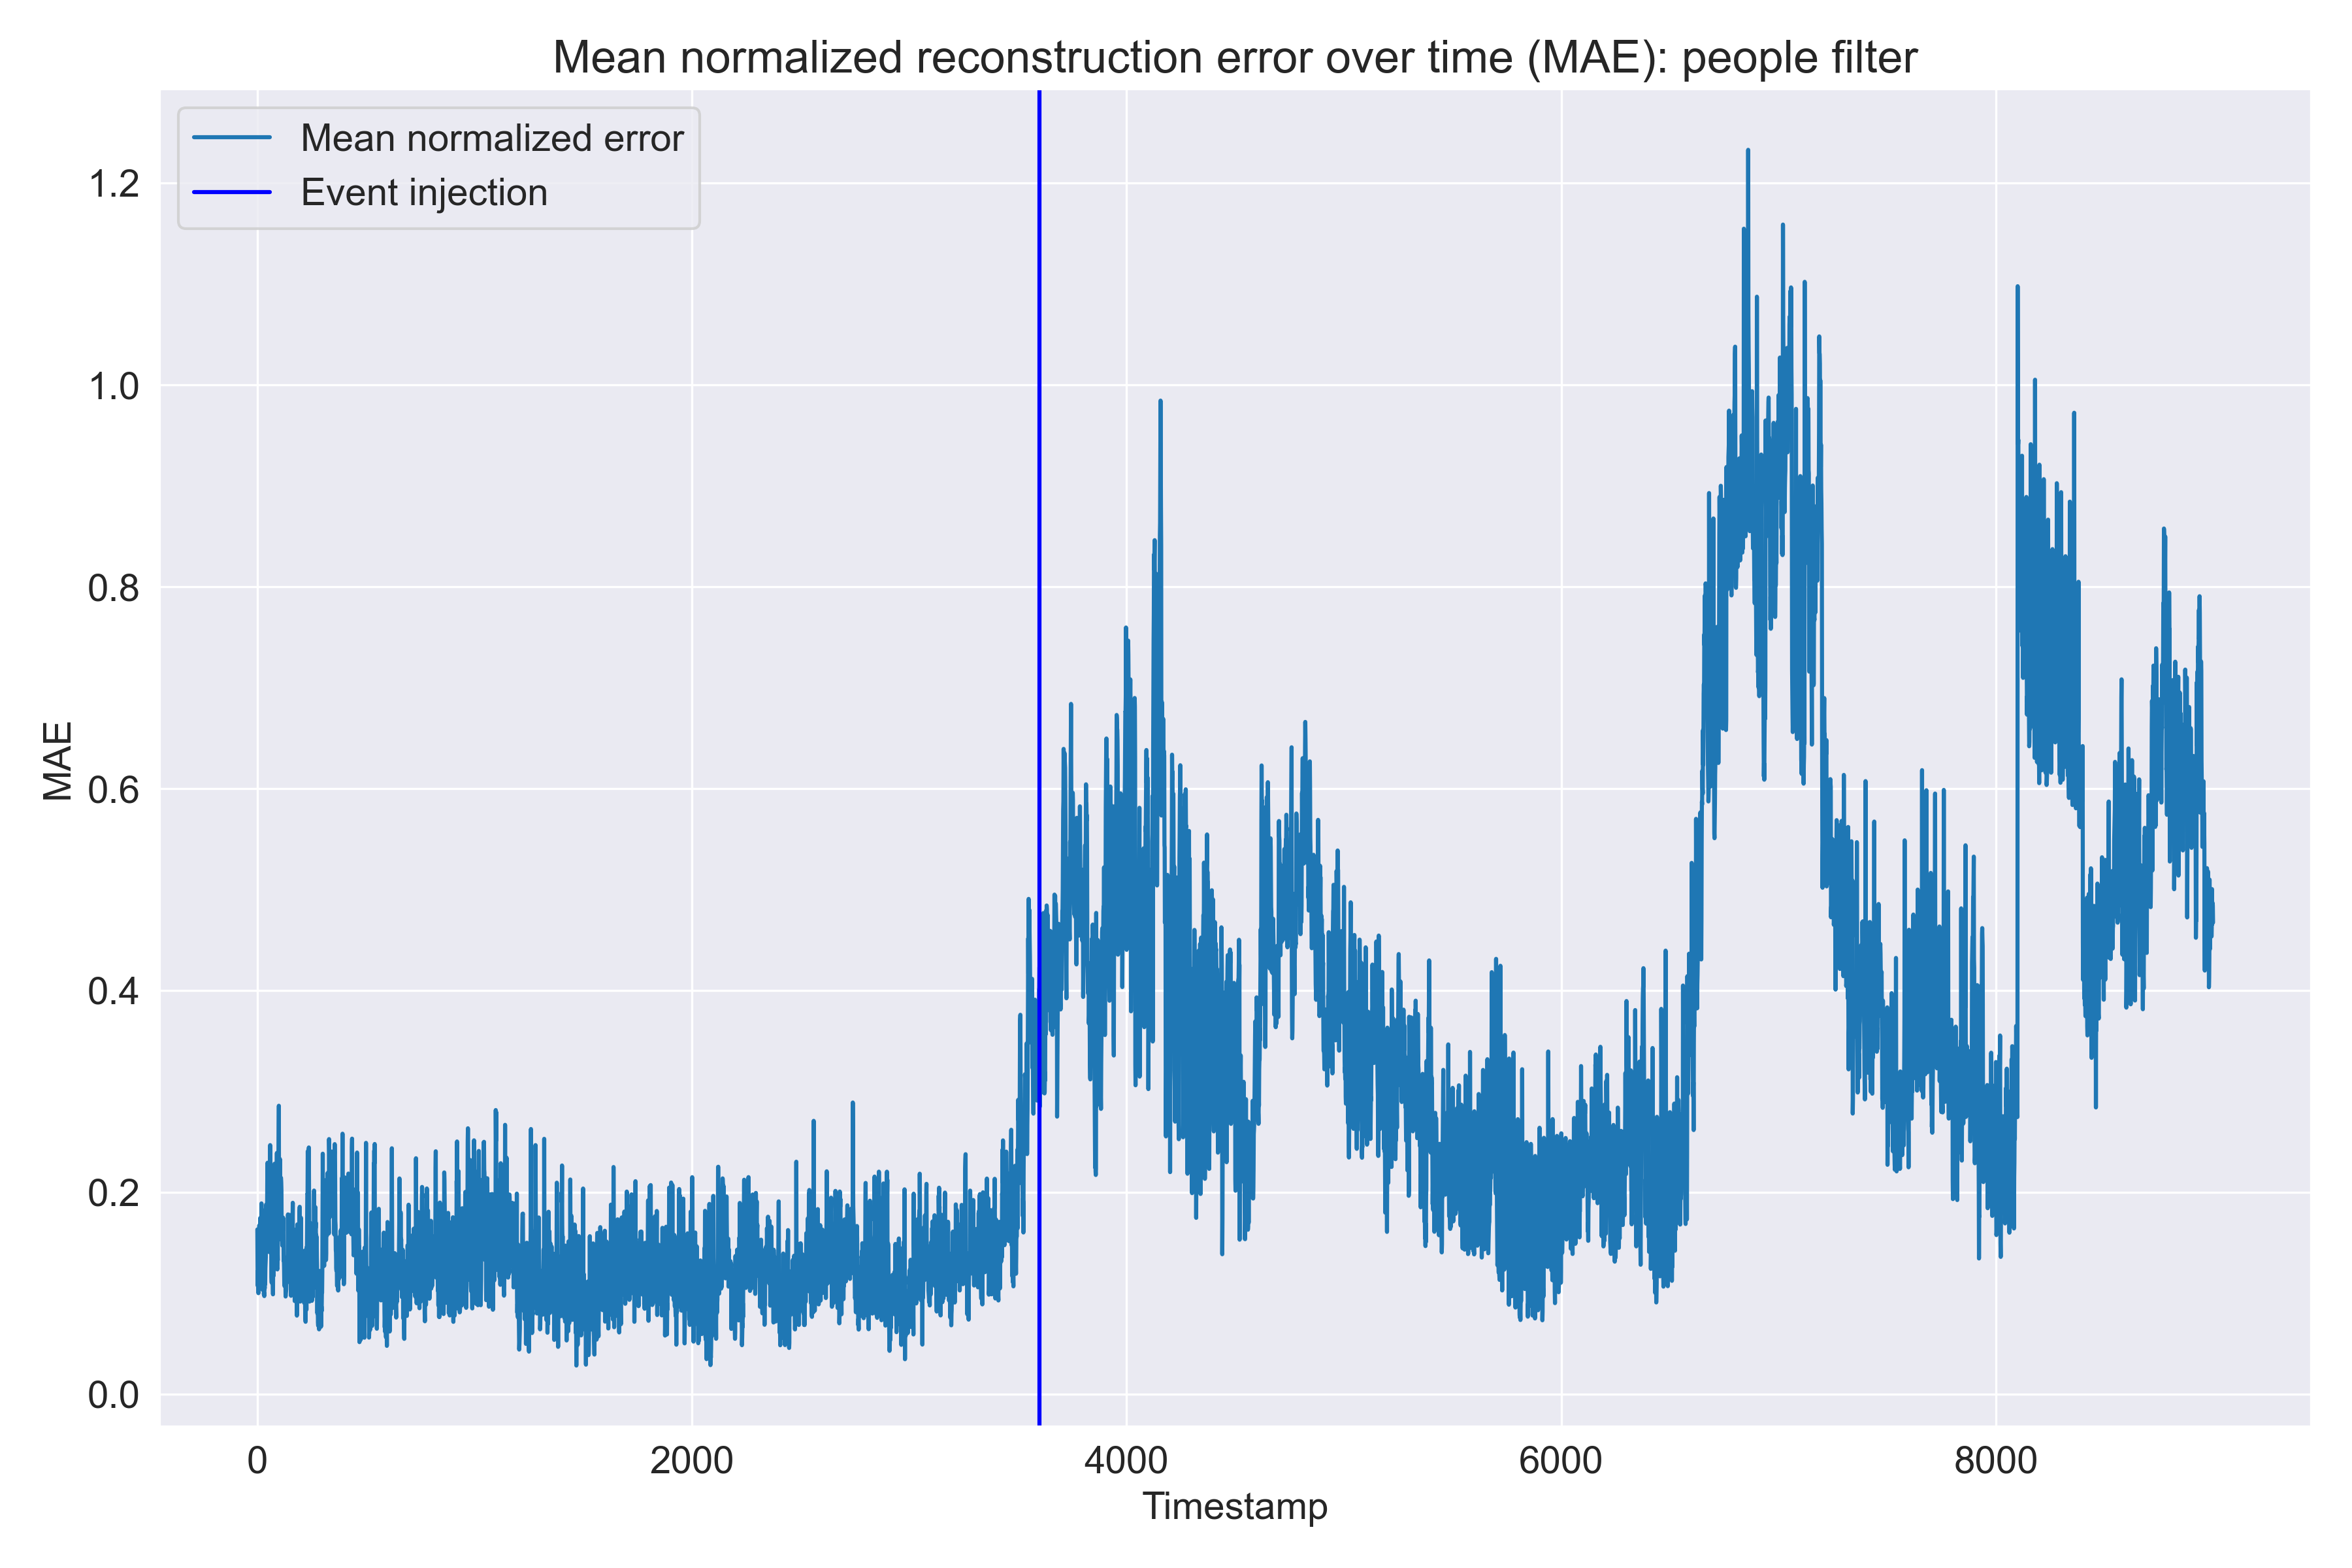 Mean normalized reconstruction error over time (MAE): people filter
Mean normalized error
Event injection
1.2
1.0
0.8
0.6
0.4
0.2
0.0
MAE
0 2000 4000 6000 8000
Timestamp